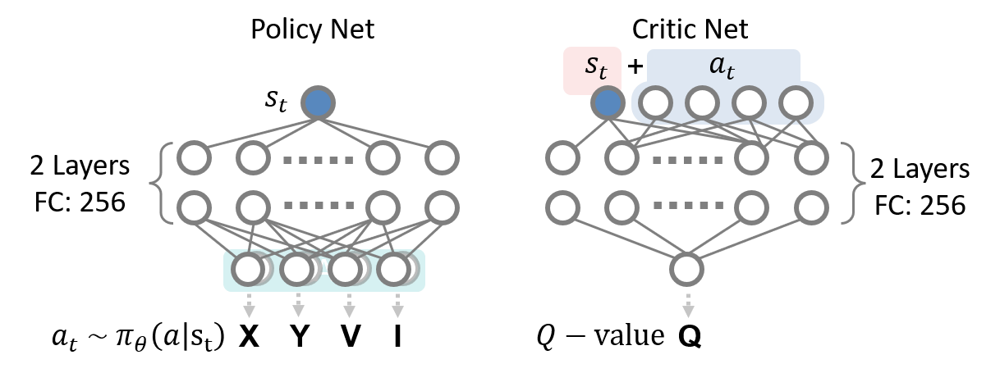 Policy Net
s_t
2 Layers
FC: 256
a_t ~ π_θ(a|s_t) X Y V I
Critic Net
s_t + a_t
2 Layers
FC: 256
Q − value Q